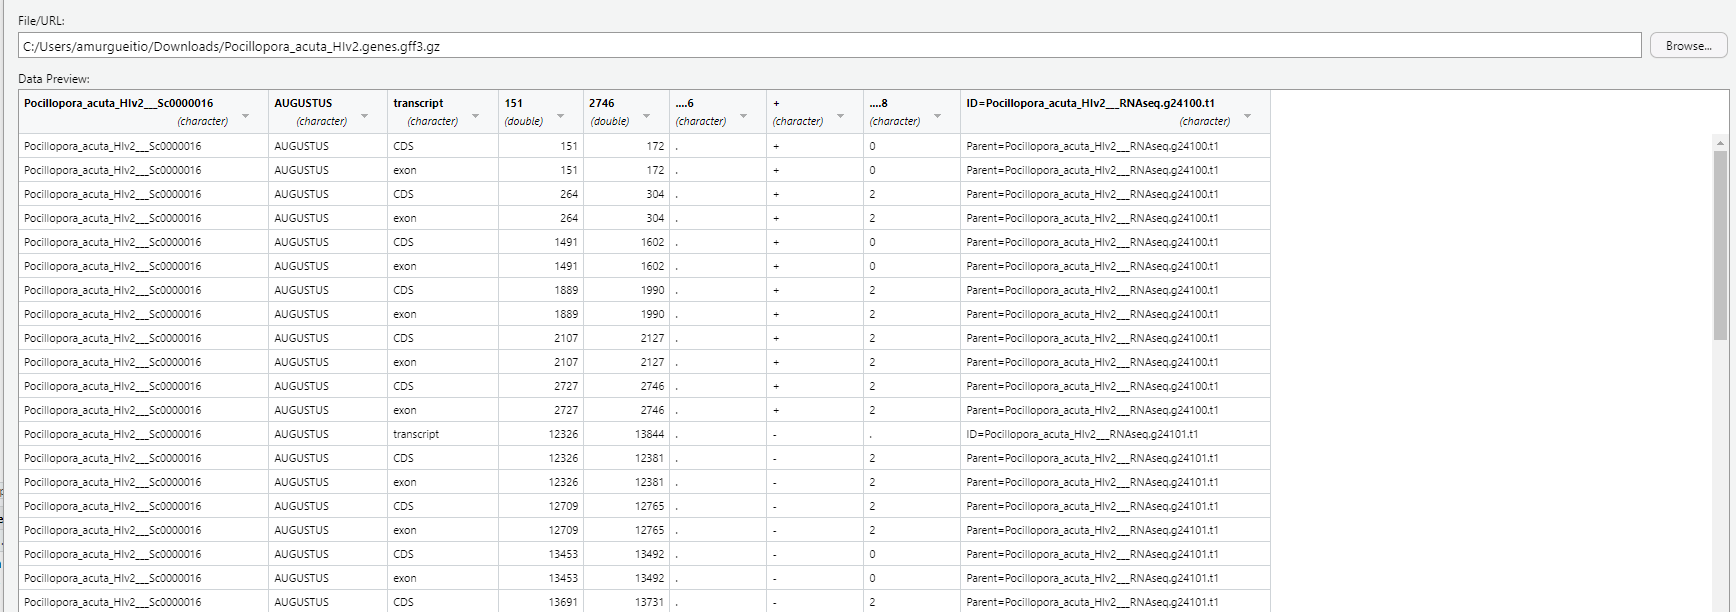 File/URL:
C:/Users/amurgueitio/Downloads/Pocillopora_acuta_HIv2.genes.gff3.gz Browse...
Data Preview:
Pocillopora_acuta_HIv2___Sc0000016 AUGUSTUS transcript 151 2746 ....6 + ....8 ID=Pocillopora_acuta_HIv2___RNAseq.g24100.t1
(character) (character) (character) (double) (double) (character) (character) (character) (character)
Pocillopora_acuta_HIv2___Sc0000016 AUGUSTUS CDS 151 172 . + 0 Parent=Pocillopora_acuta_HIv2___RNAseq.g24100.t1
Pocillopora_acuta_HIv2___Sc0000016 AUGUSTUS exon 151 172 . + 0 Parent=Pocillopora_acuta_HIv2___RNAseq.g24100.t1
Pocillopora_acuta_HIv2___Sc0000016 AUGUSTUS CDS 264 304 . + 2 Parent=Pocillopora_acuta_HIv2___RNAseq.g24100.t1
Pocillopora_acuta_HIv2___Sc0000016 AUGUSTUS exon 264 304 . + 2 Parent=Pocillopora_acuta_HIv2___RNAseq.g24100.t1
Pocillopora_acuta_HIv2___Sc0000016 AUGUSTUS CDS 1491 1602 . + 0 Parent=Pocillopora_acuta_HIv2___RNAseq.g24100.t1
Pocillopora_acuta_HIv2___Sc0000016 AUGUSTUS exon 1491 1602 . + 0 Parent=Pocillopora_acuta_HIv2___RNAseq.g24100.t1
Pocillopora_acuta_HIv2___Sc0000016 AUGUSTUS CDS 1889 1990 . + 2 Parent=Pocillopora_acuta_HIv2___RNAseq.g24100.t1
Pocillopora_acuta_HIv2___Sc0000016 AUGUSTUS exon 1889 1990 . + 2 Parent=Pocillopora_acuta_HIv2___RNAseq.g24100.t1
Pocillopora_acuta_HIv2___Sc0000016 AUGUSTUS CDS 2107 2127 . + 2 Parent=Pocillopora_acuta_HIv2___RNAseq.g24100.t1
Pocillopora_acuta_HIv2___Sc0000016 AUGUSTUS exon 2107 2127 . + 2 Parent=Pocillopora_acuta_HIv2___RNAseq.g24100.t1
Pocillopora_acuta_HIv2___Sc0000016 AUGUSTUS CDS 2727 2746 . + 2 Parent=Pocillopora_acuta_HIv2___RNAseq.g24100.t1
Pocillopora_acuta_HIv2___Sc0000016 AUGUSTUS exon 2727 2746 . + 2 Parent=Pocillopora_acuta_HIv2___RNAseq.g24100.t1
Pocillopora_acuta_HIv2___Sc0000016 AUGUSTUS transcript 12326 13844 . - . ID=Pocillopora_acuta_HIv2___RNAseq.g24101.t1
Pocillopora_acuta_HIv2___Sc0000016 AUGUSTUS CDS 12326 12381 . - 2 Parent=Pocillopora_acuta_HIv2___RNAseq.g24101.t1
Pocillopora_acuta_HIv2___Sc0000016 AUGUSTUS exon 12326 12381 . - 2 Parent=Pocillopora_acuta_HIv2___RNAseq.g24101.t1
Pocillopora_acuta_HIv2___Sc0000016 AUGUSTUS CDS 12709 12765 . - 2 Parent=Pocillopora_acuta_HIv2___RNAseq.g24101.t1
Pocillopora_acuta_HIv2___Sc0000016 AUGUSTUS exon 12709 12765 . - 2 Parent=Pocillopora_acuta_HIv2___RNAseq.g24101.t1
Pocillopora_acuta_HIv2___Sc0000016 AUGUSTUS CDS 13453 13492 . - 0 Parent=Pocillopora_acuta_HIv2___RNAseq.g24101.t1
Pocillopora_acuta_HIv2___Sc0000016 AUGUSTUS exon 13453 13492 . - 0 Parent=Pocillopora_acuta_HIv2___RNAseq.g24101.t1
Pocillopora_acuta_HIv2___Sc0000016 AUGUSTUS CDS 13691 13731 . - 2 Parent=Pocillopora_acuta_HIv2___RNAseq.g24101.t1